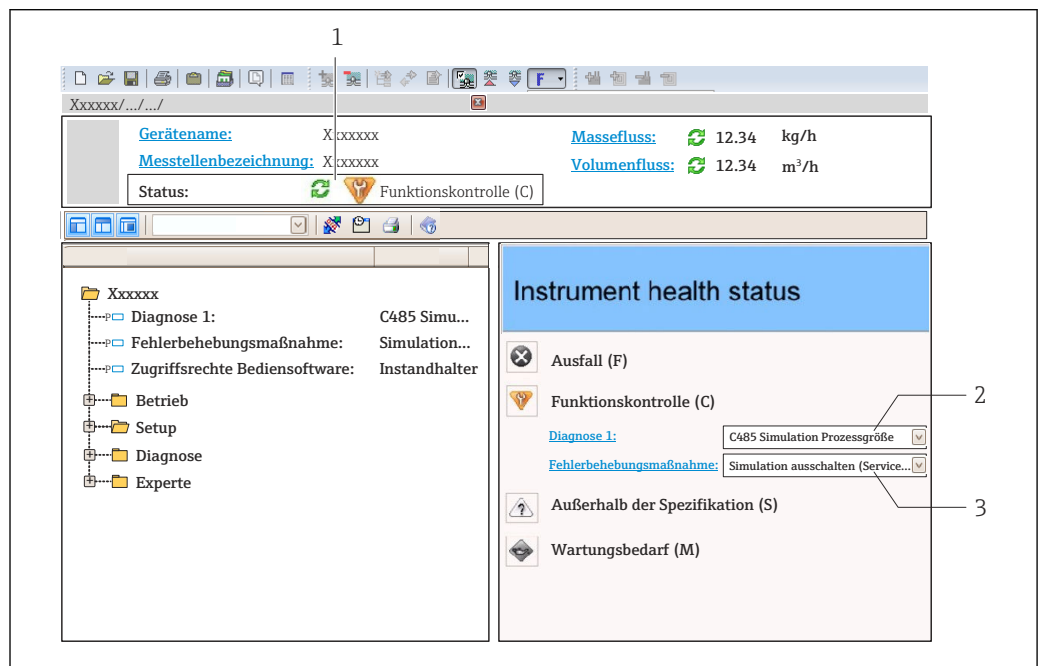 1
F
Xxxxxx/.../.../
Gerätename: Xxxxxxx
Messtellenbezeichnung: Xxxxxxx
Status: Funktionskontrolle (C)
Massefluss: 12.34 kg/h
Volumenfluss: 12.34 m³/h
Xxxxxx
P Diagnose 1: C485 Simu...
P Fehlerbehebungsmaßnahme: Simulation...
P Zugriffsrechte Bediensoftware: Instandhalter
Betrieb
Setup
Diagnose
Experte
Instrument health status
Ausfall (F)
Funktionskontrolle (C)
Diagnose 1: C485 Simulation Prozessgröße
2
Fehlerbehebungsmaßnahme: Simulation ausschalten (Service...
3
Außerhalb der Spezifikation (S)
Wartungsbedarf (M)